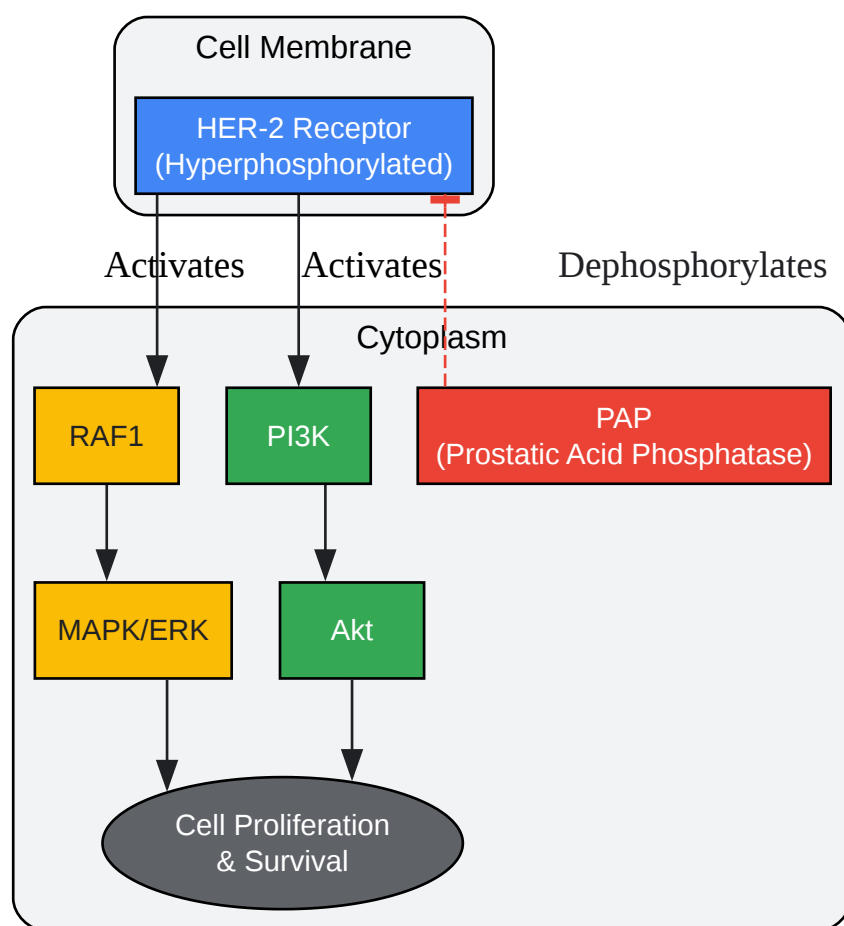 Cell Membrane
HER-2 Receptor
(Hyperphosphorylated)
Activates
Activates
Dephosphorylates
Cytoplasm
RAF1
PI3K
PAP
(Prostatic Acid Phosphatase)
MAPK/ERK
Akt
Cell Proliferation
& Survival